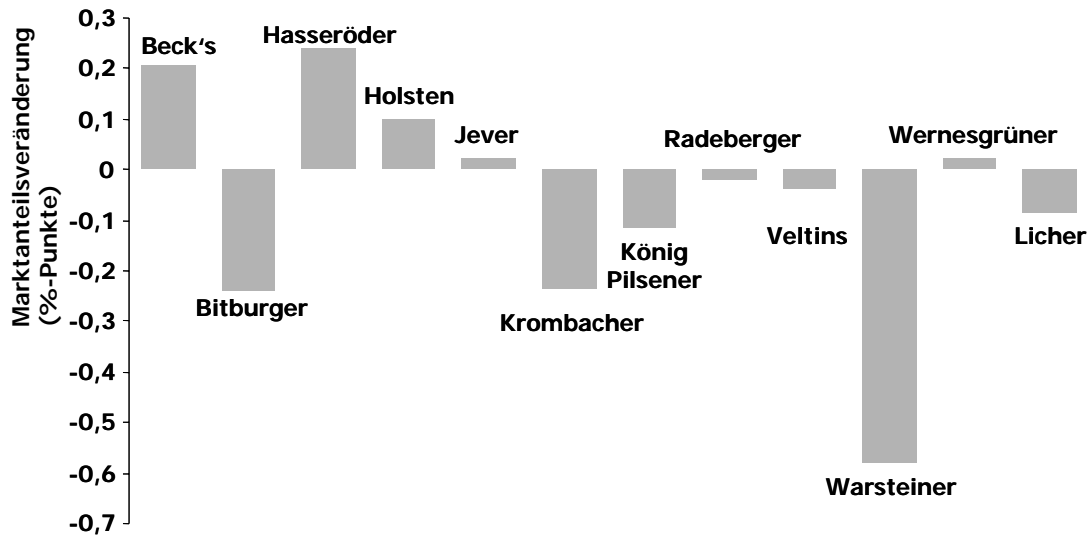 Marktanteilsveränderung
(%-Punkte)
0,3
0,2
0,1
0
-0,1
-0,2
-0,3
-0,4
-0,5
-0,6
-0,7
Beck‘s
Bitburger
Hasseröder
Holsten
Jever
Krombacher
König
Pilsener
Radeberger
Veltins
Warsteiner
Wernesgrüner
Licher